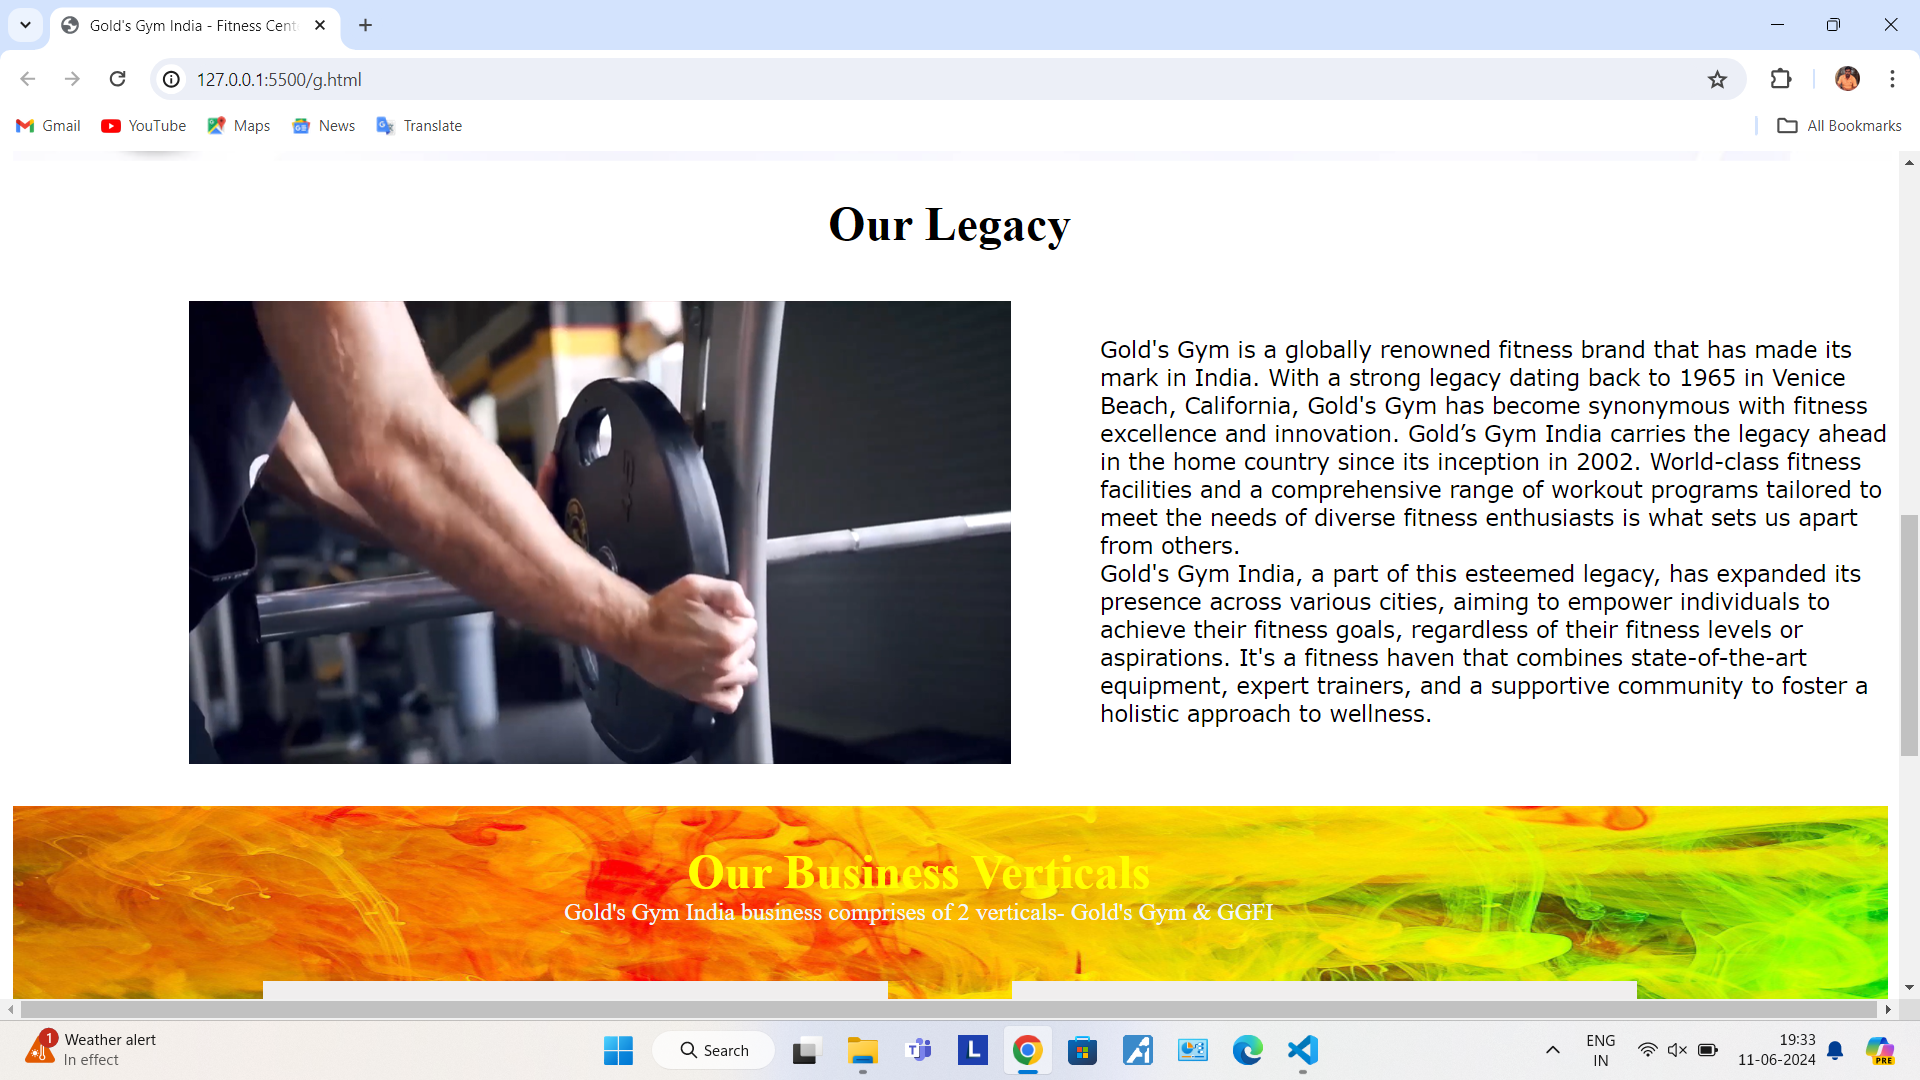 Gold's Gym India - Fitness Cent
127.0.0.1:5500/g.html
Gmail
YouTube
Maps
News
Translate
All Bookmarks
Our Legacy
Gold's Gym is a globally renowned fitness brand that has made its
mark in India. With a strong legacy dating back to 1965 in Venice
Beach, California, Gold's Gym has become synonymous with fitness
excellence and innovation. Gold’s Gym India carries the legacy ahead
in the home country since its inception in 2002. World-class fitness
facilities and a comprehensive range of workout programs tailored to
meet the needs of diverse fitness enthusiasts is what sets us apart
from others.
Gold's Gym India, a part of this esteemed legacy, has expanded its
presence across various cities, aiming to empower individuals to
achieve their fitness goals, regardless of their fitness levels or
aspirations. It's a fitness haven that combines state-of-the-art
equipment, expert trainers, and a supportive community to foster a
holistic approach to wellness.
Our Business Verticals
Gold's Gym India business comprises of 2 verticals- Gold's Gym & GGFI
1
Weather alert
In effect
Search
L
ENG
IN
19:33
11-06-2024
PRE